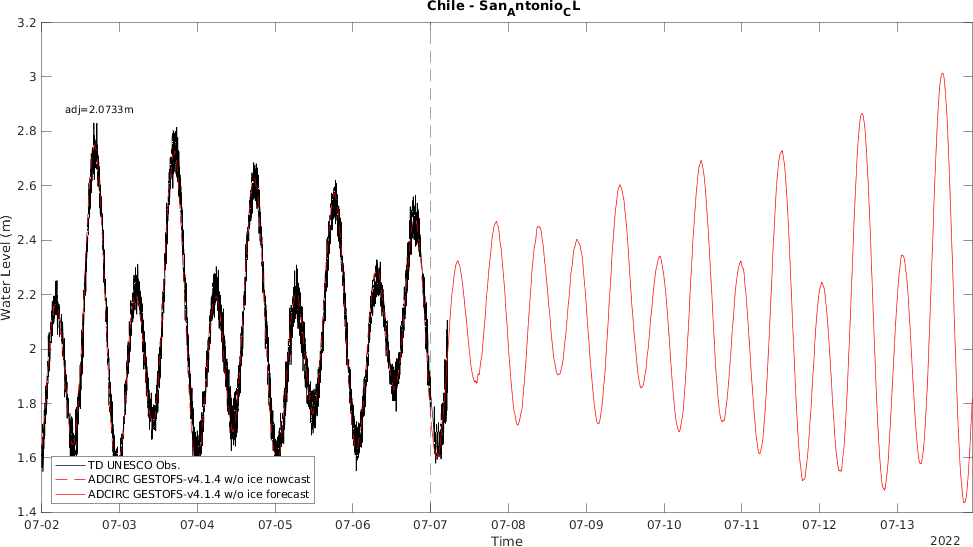 Chile - SanAntonioCL
3.2
3
2.8
2.6
2.4
2.2
2
1.8
1.6
1.4
Water Level (m)
adj=2.0733m
TD UNESCO Obs.
ADCIRC GESTOFS-v4.1.4 w/o ice nowcast
ADCIRC GESTOFS-v4.1.4 w/o ice forecast
07-02 07-03 07-04 07-05 07-06 07-07 07-08 07-09 07-10 07-11 07-12 07-13
Time
2022